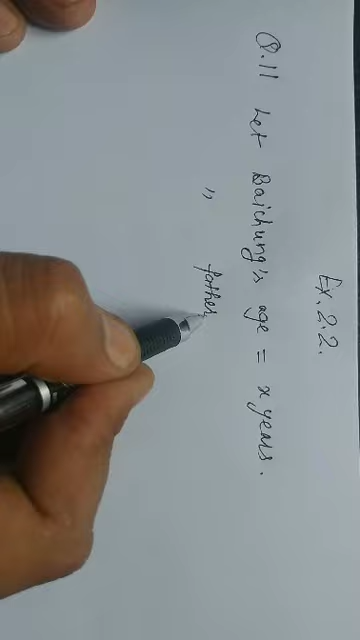 Ex. 2.2.
Q.11 Let Baichung's age = x years.
" father